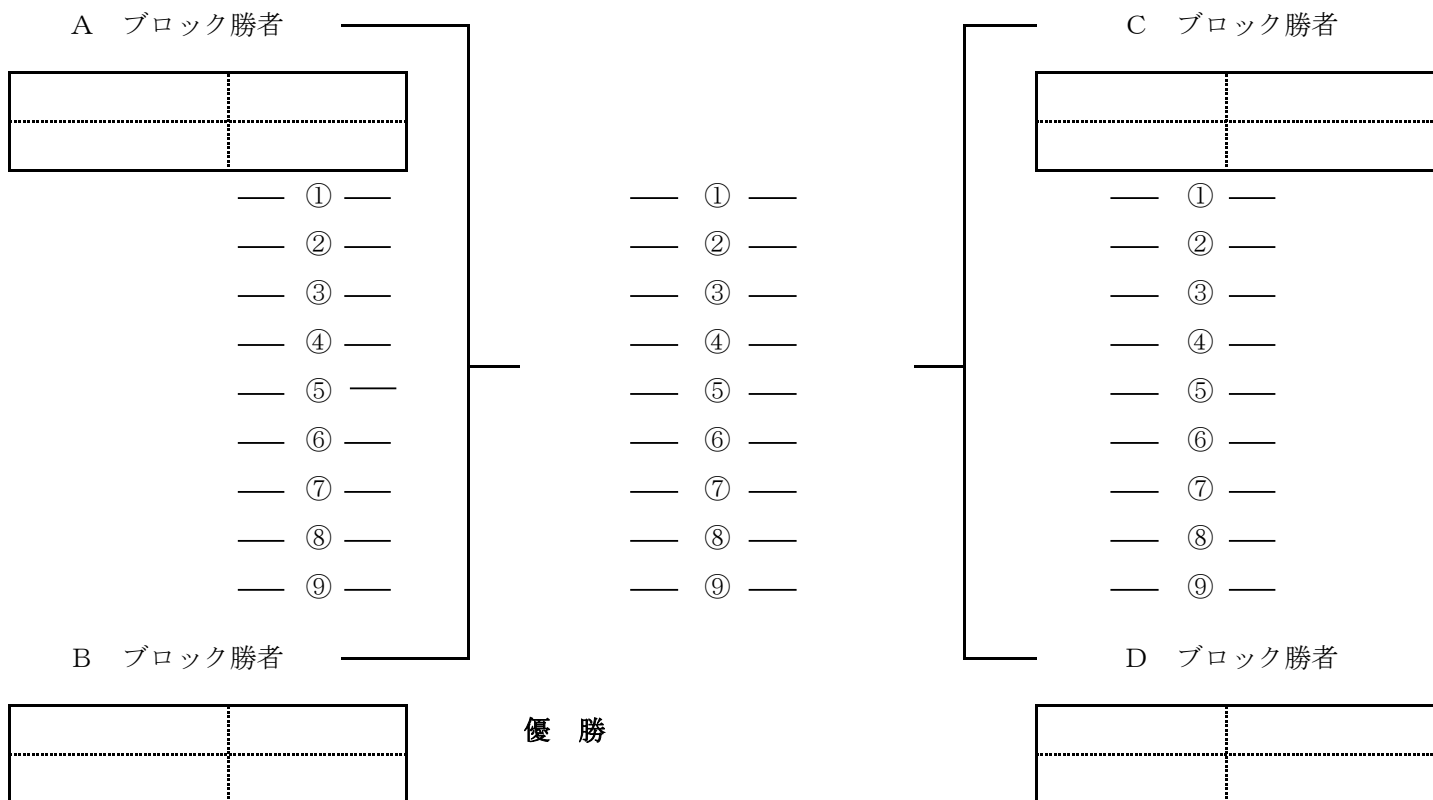 A　ブロック勝者　C　ブロック勝者
①　①　①
②　②　②
③　③　③
④　④　④
⑤　⑤　⑤
⑥　⑥　⑥
⑦　⑦　⑦
⑧　⑧　⑧
⑨　⑨　⑨
B　ブロック勝者　D　ブロック勝者
優　勝